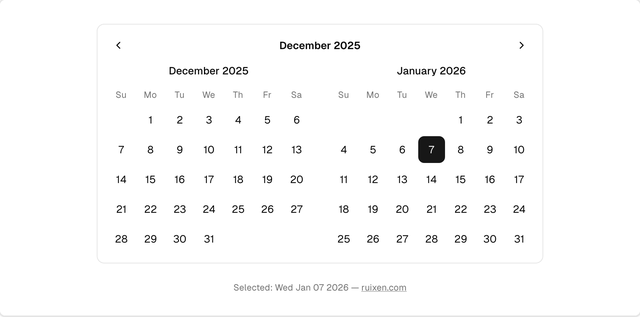 December 2025
December 2025
Su Mo Tu We Th Fr Sa
1 2 3 4 5 6
7 8 9 10 11 12 13
14 15 16 17 18 19 20
21 22 23 24 25 26 27
28 29 30 31
January 2026
Su Mo Tu We Th Fr Sa
1 2 3
4 5 6 7 8 9 10
11 12 13 14 15 16 17
18 19 20 21 22 23 24
25 26 27 28 29 30 31
Selected: Wed Jan 07 2026 — ruixen.com